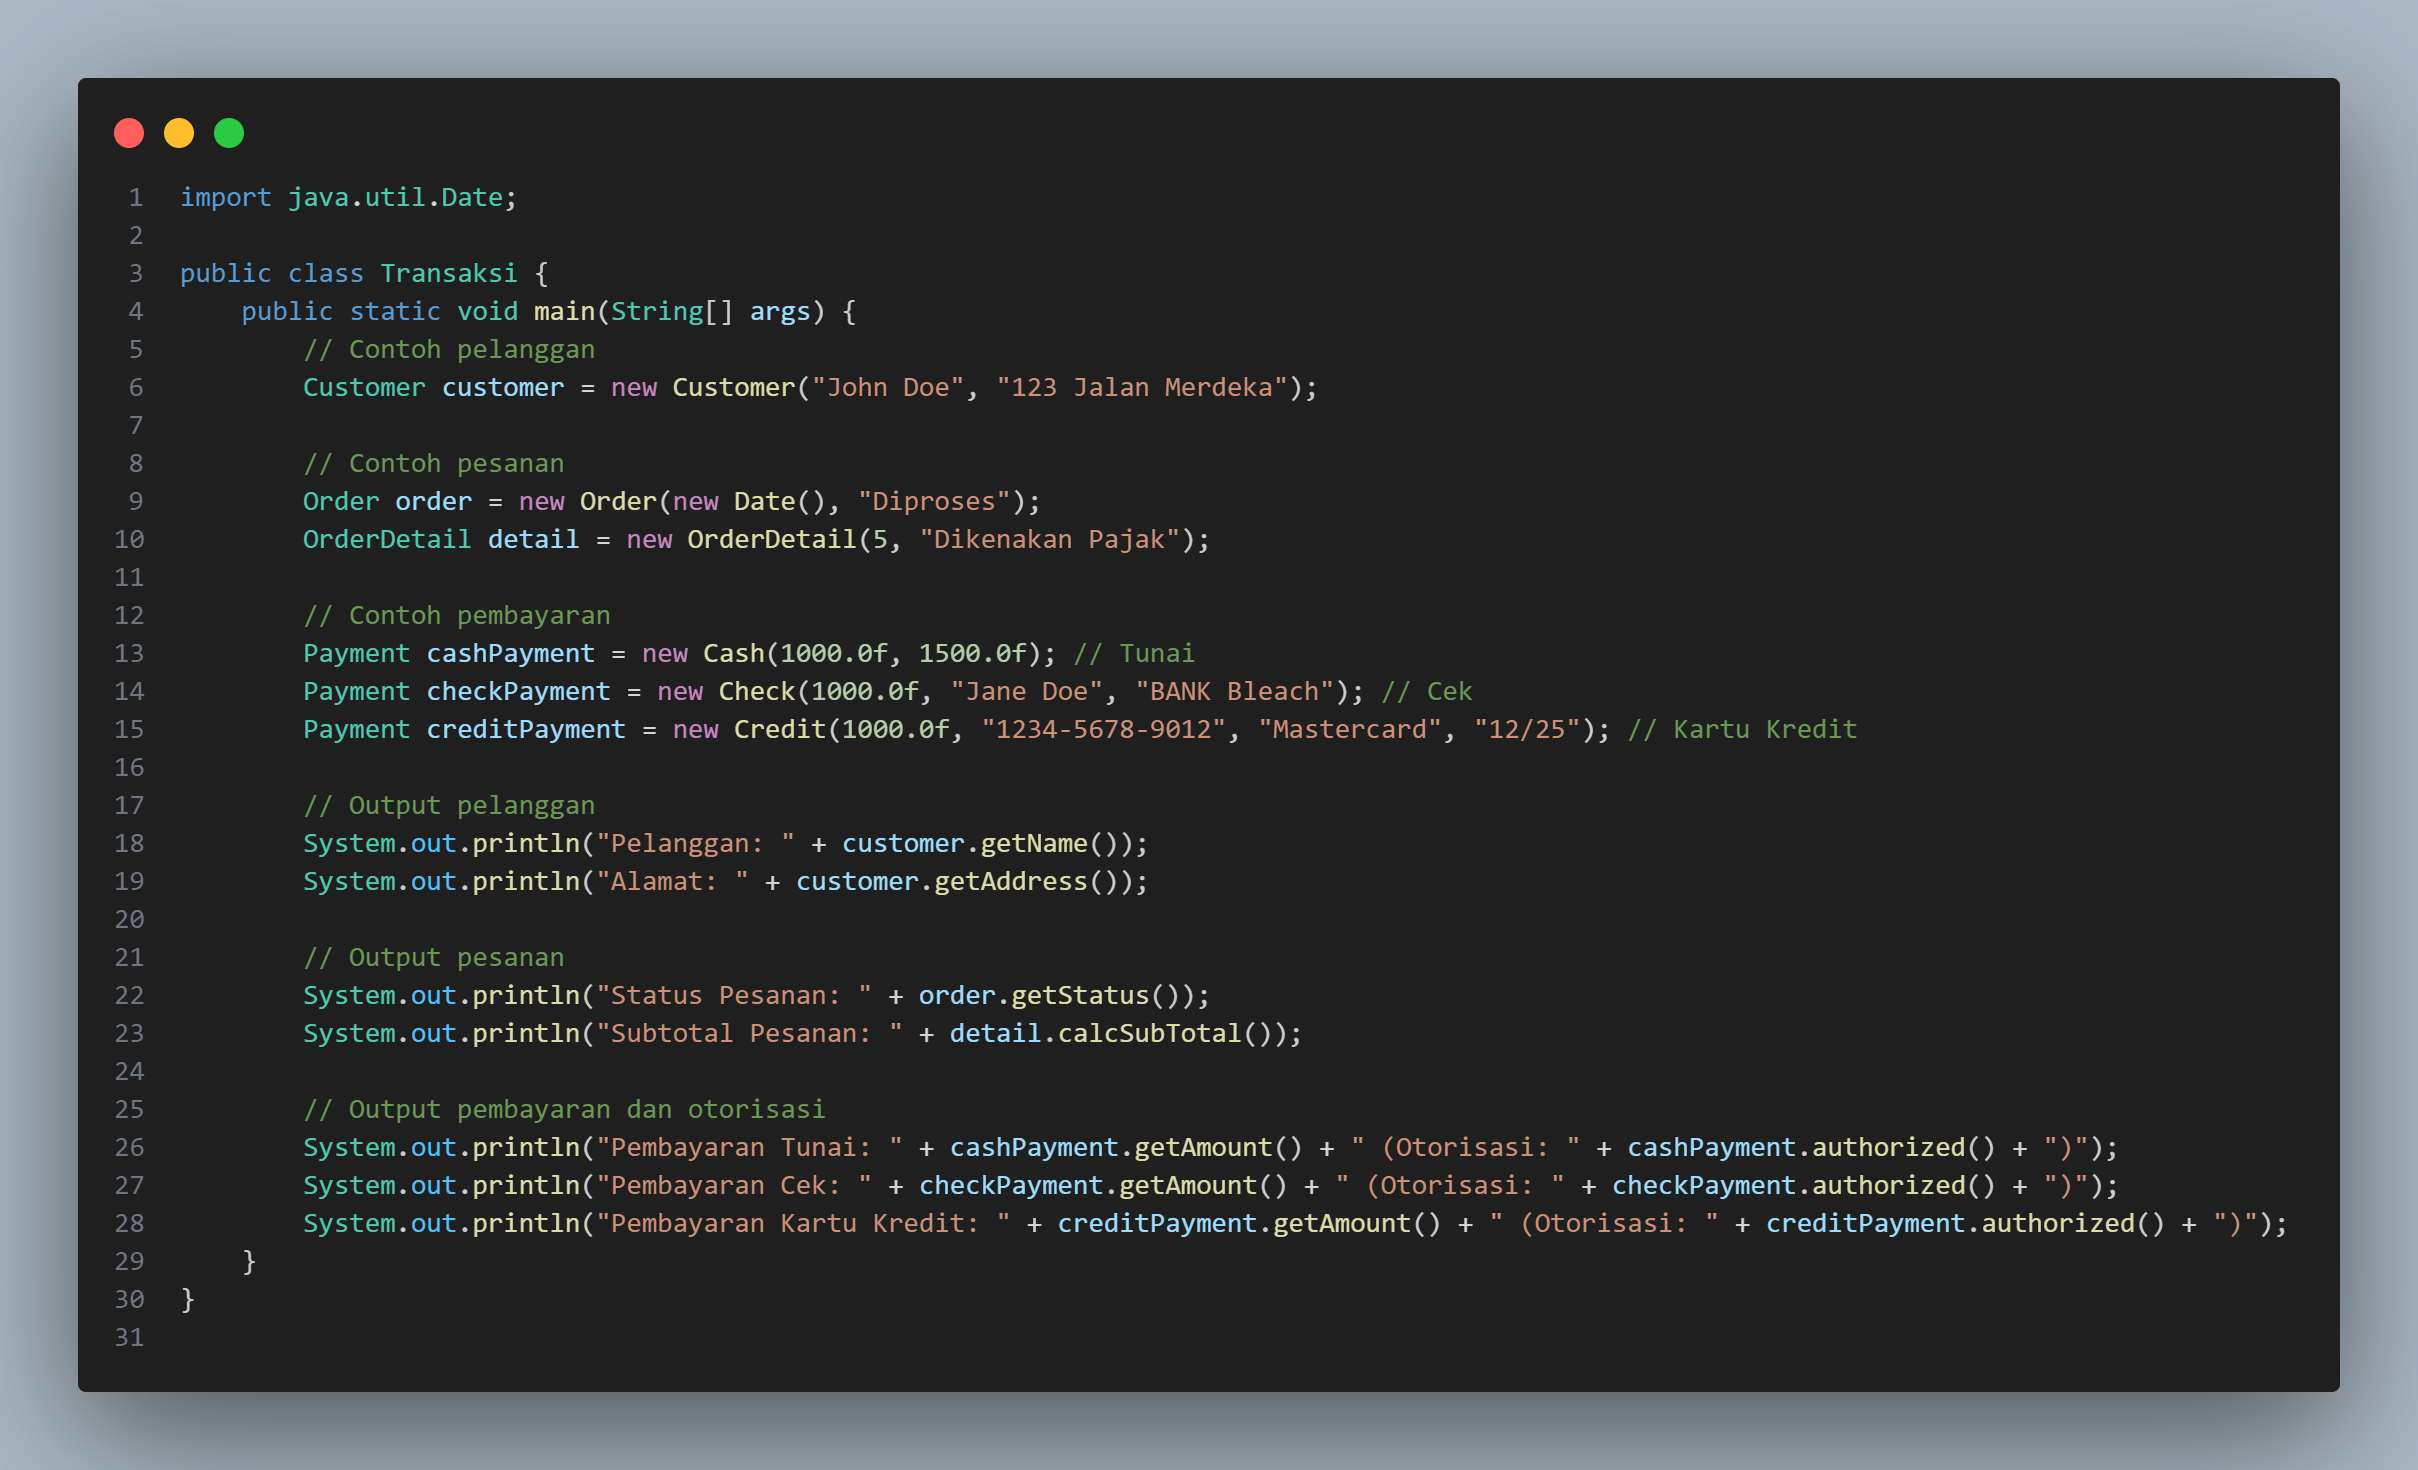 1 import java.util.Date;
2
3 public class Transaksi {
4     public static void main(String[] args) {
5         // Contoh pelanggan
6         Customer customer = new Customer("John Doe", "123 Jalan Merdeka");
7
8         // Contoh pesanan
9         Order order = new Order(new Date(), "Diproses");
10         OrderDetail detail = new OrderDetail(5, "Dikenakan Pajak");
11
12         // Contoh pembayaran
13         Payment cashPayment = new Cash(1000.0f, 1500.0f); // Tunai
14         Payment checkPayment = new Check(1000.0f, "Jane Doe", "BANK Bleach"); // Cek
15         Payment creditPayment = new Credit(1000.0f, "1234-5678-9012", "Mastercard", "12/25"); // Kartu Kredit
16
17         // Output pelanggan
18         System.out.println("Pelanggan: " + customer.getName());
19         System.out.println("Alamat: " + customer.getAddress());
20
21         // Output pesanan
22         System.out.println("Status Pesanan: " + order.getStatus());
23         System.out.println("Subtotal Pesanan: " + detail.calcSubTotal());
24
25         // Output pembayaran dan otorisasi
26         System.out.println("Pembayaran Tunai: " + cashPayment.getAmount() + " (Otorisasi: " + cashPayment.authorized() + ")");
27         System.out.println("Pembayaran Cek: " + checkPayment.getAmount() + " (Otorisasi: " + checkPayment.authorized() + ")");
28         System.out.println("Pembayaran Kartu Kredit: " + creditPayment.getAmount() + " (Otorisasi: " + creditPayment.authorized() + ")");
29     }
30 }
31